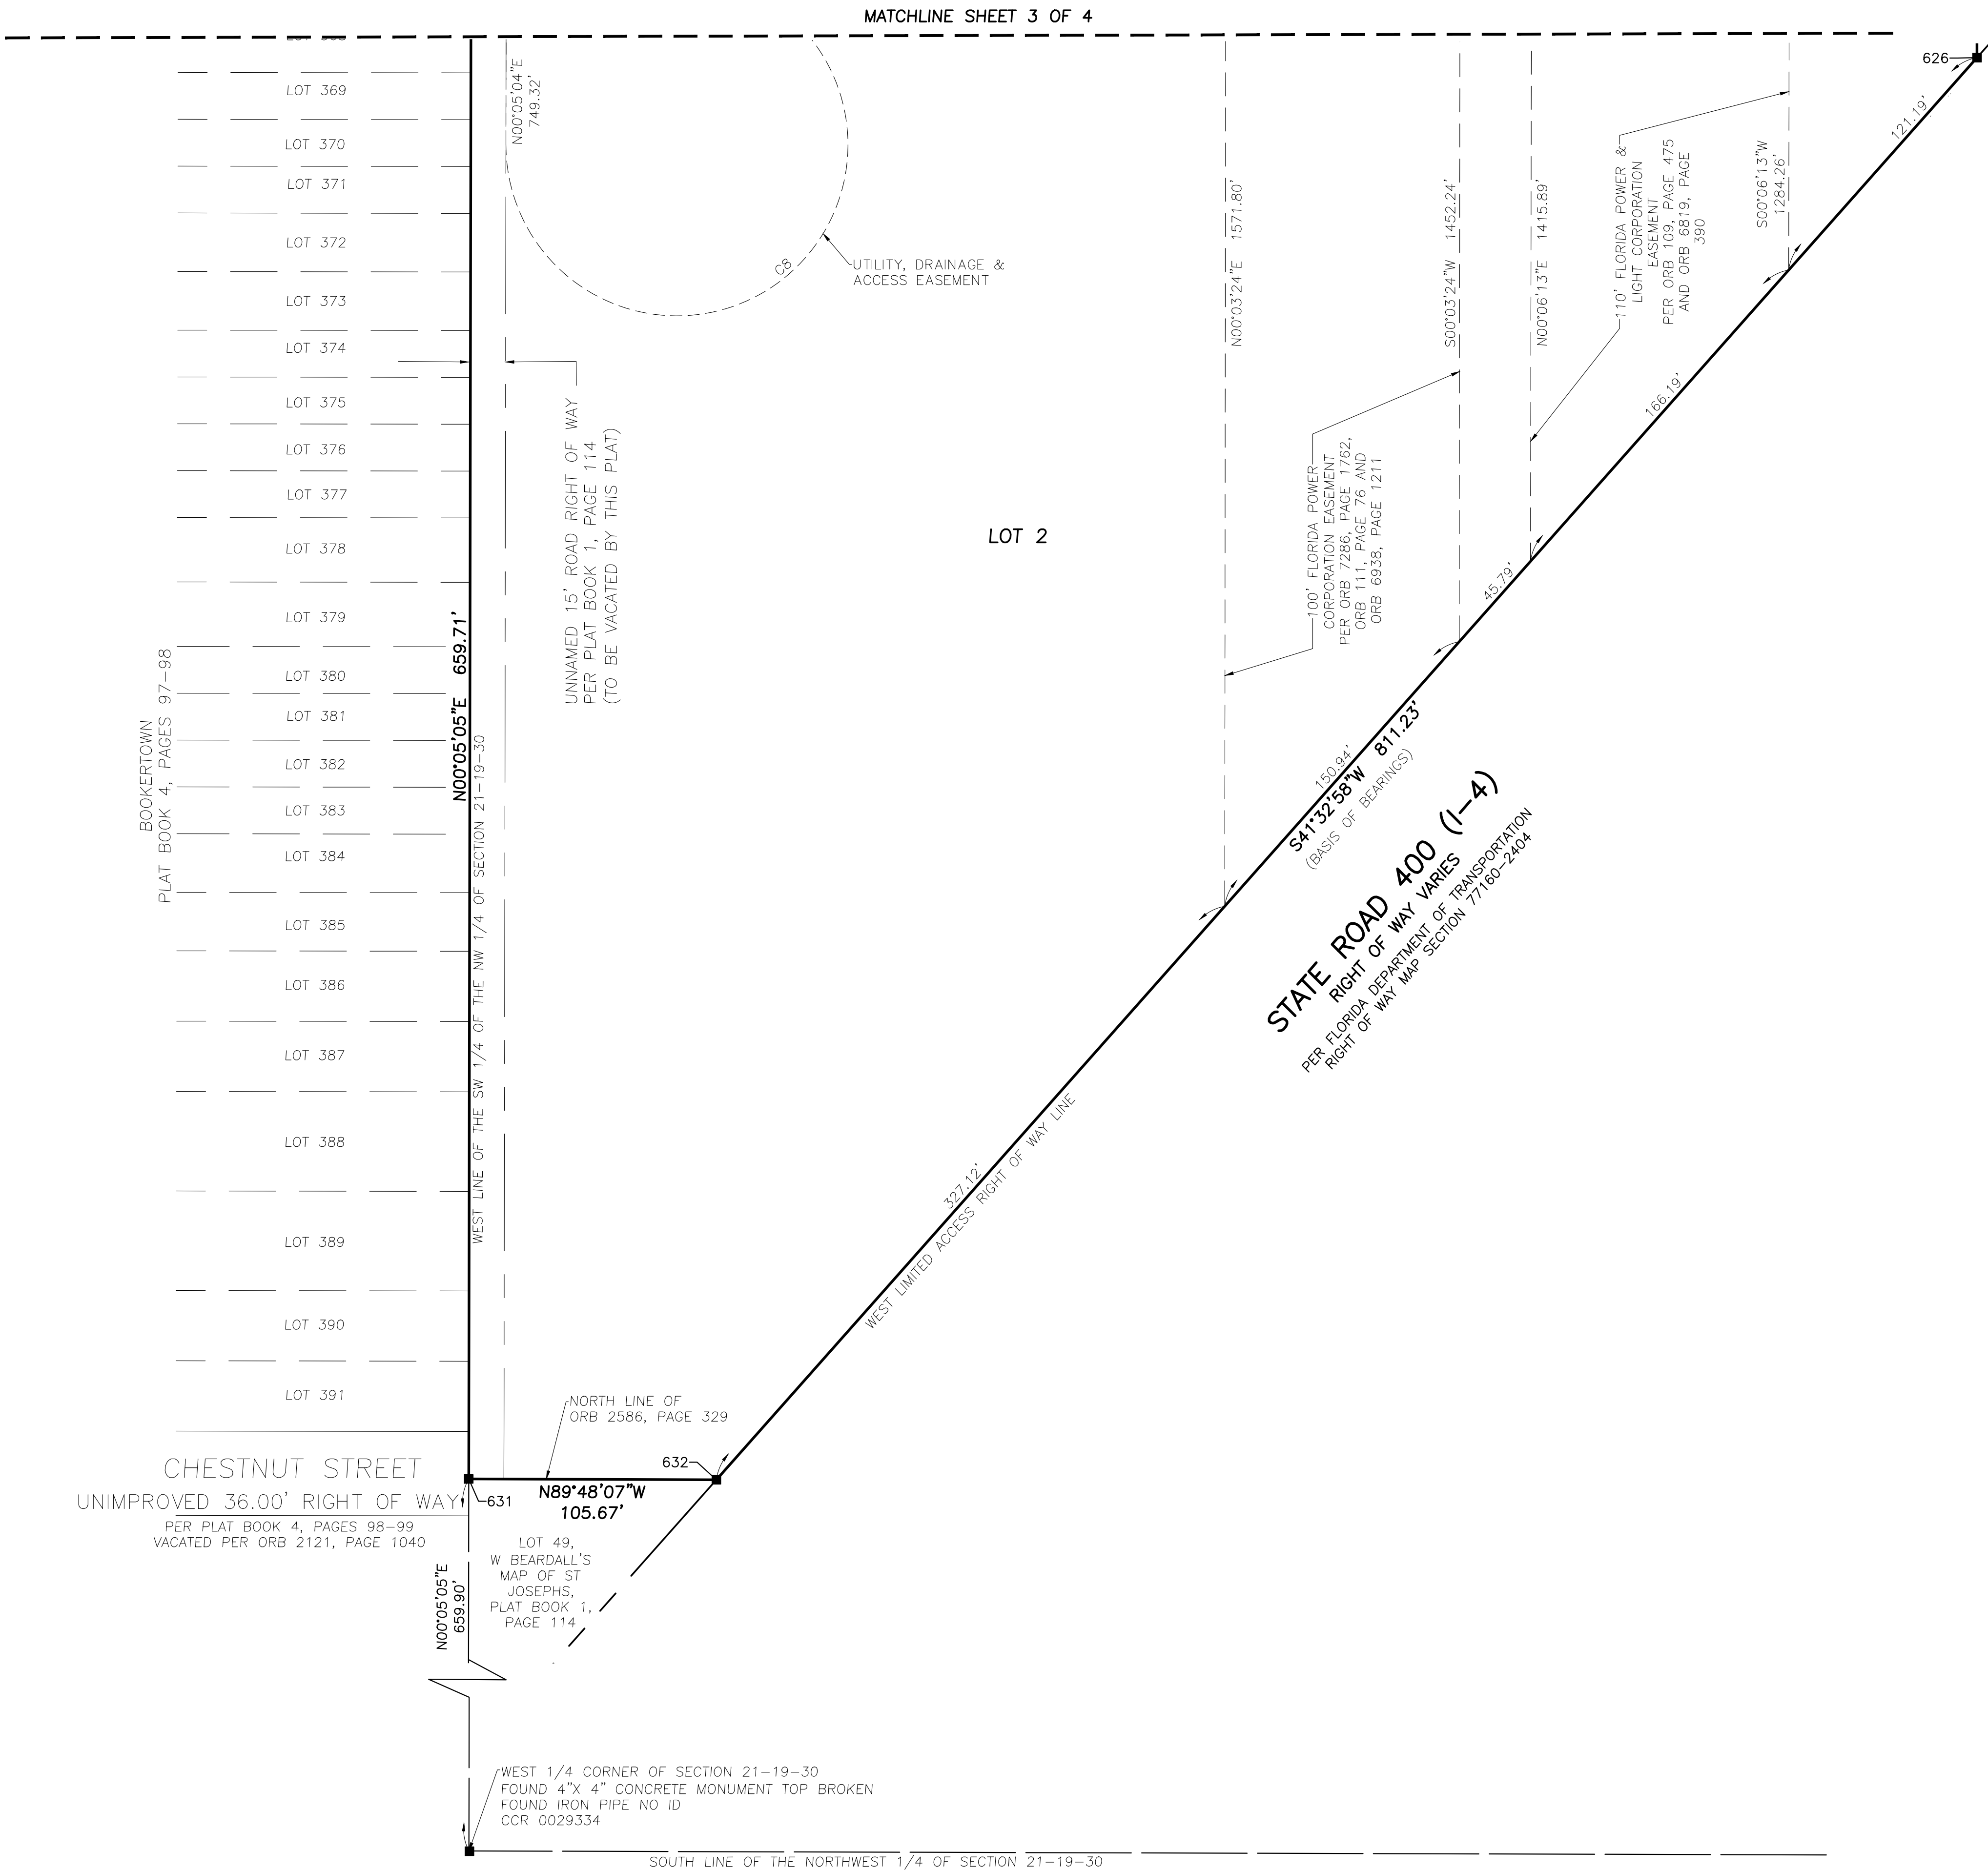 MATCHLINE SHEET 3 OF 4
626
LOT 369
LOT 370
LOT 371
LOT 372
LOT 373
LOT 374
LOT 375
LOT 376
LOT 377
LOT 378
LOT 379
LOT 380
LOT 381
LOT 382
LOT 383
LOT 384
LOT 385
LOT 386
LOT 387
LOT 388
LOT 389
LOT 390
LOT 391
BOOKERTOWN
PLAT BOOK 4, PAGES 97-98
N00°05'05"E 659.71'
WEST LINE OF THE SW 1/4 OF THE NW 1/4 OF SECTION 21-19-30
N00°05'04"E
749.32'
UNNAMED 15' ROAD RIGHT OF WAY
PER PLAT BOOK 1, PAGE 114
(TO BE VACATED BY THIS PLAT)
C8
UTILITY, DRAINAGE &
ACCESS EASEMENT
LOT 2
N00°03'24"E 1571.80'
100' FLORIDA POWER
CORPORATION EASEMENT
PER ORB 7286, PAGE 1762,
ORB 111, PAGE 76 AND
ORB 6938, PAGE 1211
S00°03'24"W 1452.24'
N00°06'13"E 1415.89'
110' FLORIDA POWER &
LIGHT CORPORATION
EASEMENT
PER ORB 109, PAGE 475
AND ORB 6819, PAGE
390
S00°06'13"W
1284.26'
121.19'
166.19'
45.79'
150.94'
S41°32'58"W 811.23'
(BASIS OF BEARINGS)
STATE ROAD 400 (I-4)
RIGHT OF WAY VARIES
PER FLORIDA DEPARTMENT OF TRANSPORTATION
RIGHT OF WAY MAP SECTION 77160-2404
327.12'
WEST LIMITED ACCESS RIGHT OF WAY LINE
NORTH LINE OF
ORB 2586, PAGE 329
632
631
N89°48'07"W
105.67'
CHESTNUT STREET
UNIMPROVED 36.00' RIGHT OF WAY
PER PLAT BOOK 4, PAGES 98-99
VACATED PER ORB 2121, PAGE 1040
N00°05'05"E
659.90'
LOT 49,
W BEARDALL'S
MAP OF ST
JOSEPHS,
PLAT BOOK 1,
PAGE 114
WEST 1/4 CORNER OF SECTION 21-19-30
FOUND 4"X 4" CONCRETE MONUMENT TOP BROKEN
FOUND IRON PIPE NO ID
CCR 0029334
SOUTH LINE OF THE NORTHWEST 1/4 OF SECTION 21-19-30